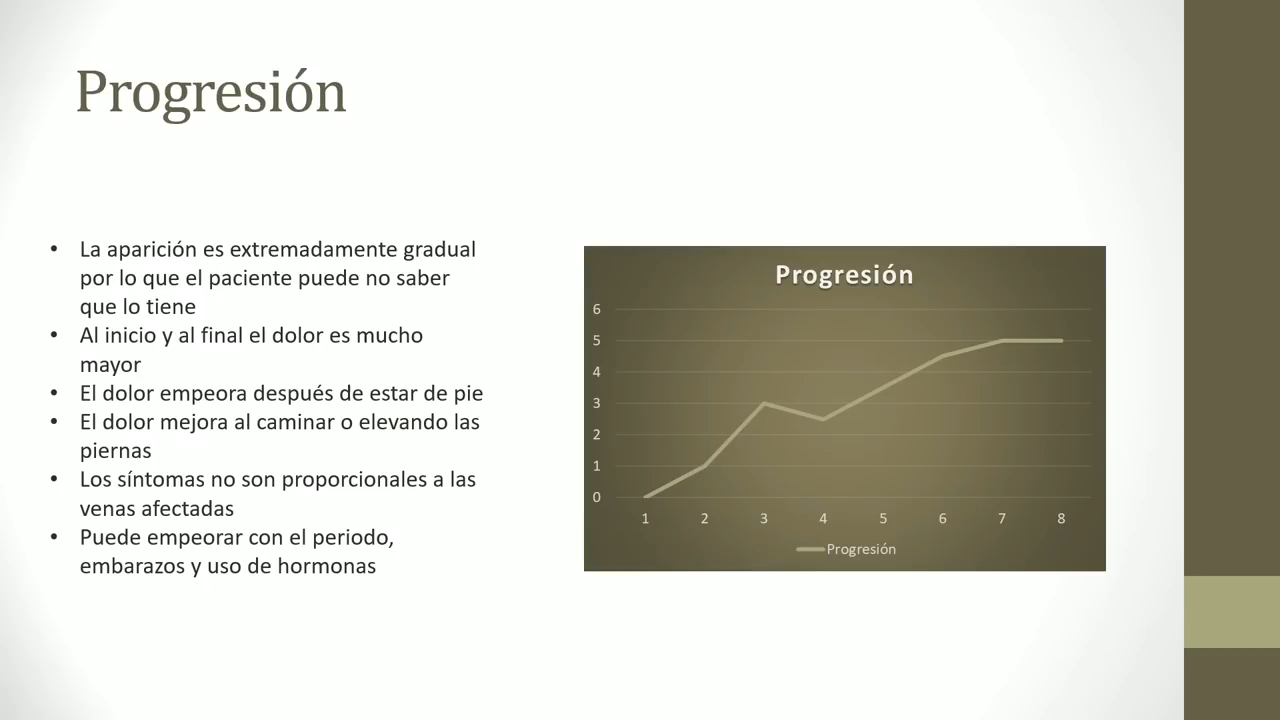 Progresión
• La aparición es extremadamente gradual
por lo que el paciente puede no saber
que lo tiene
• Al inicio y al final el dolor es mucho
mayor
• El dolor empeora después de estar de pie
• El dolor mejora al caminar o elevando las
piernas
• Los síntomas no son proporcionales a las
venas afectadas
• Puede empeorar con el periodo,
embarazos y uso de hormonas
Progresión
6
5
4
3
2
1
0
1 2 3 4 5 6 7 8
Progresión